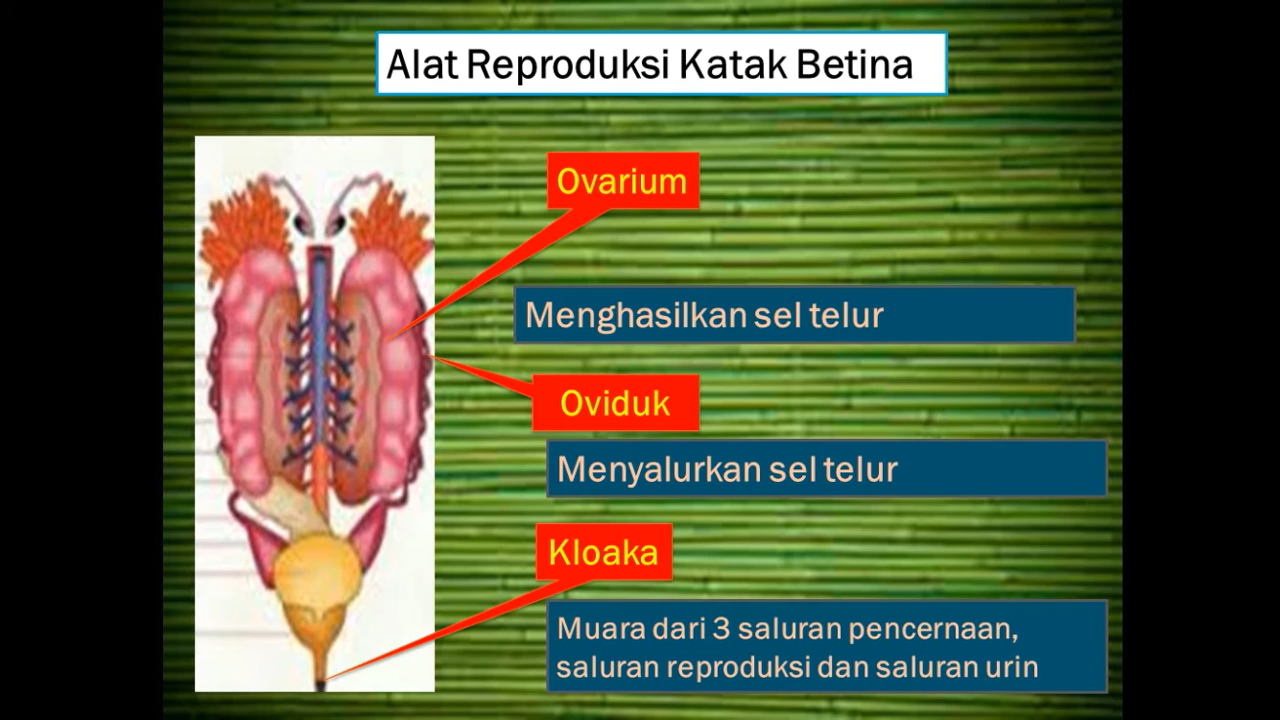 Alat Reproduksi Katak Betina
Ovarium
Menghasilkan sel telur
Oviduk
Menyalurkan sel telur
Kloaka
Muara dari 3 saluran pencernaan,
saluran reproduksi dan saluran urin